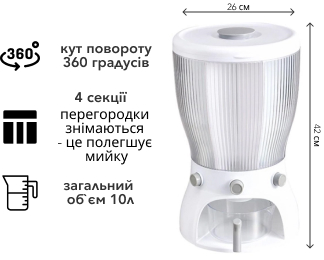 26 см
360°
кут повороту
360 градусів
4 секції
перегородки
знімаються
- це полегшує
мийку
42 см
загальний
об`єм 10л